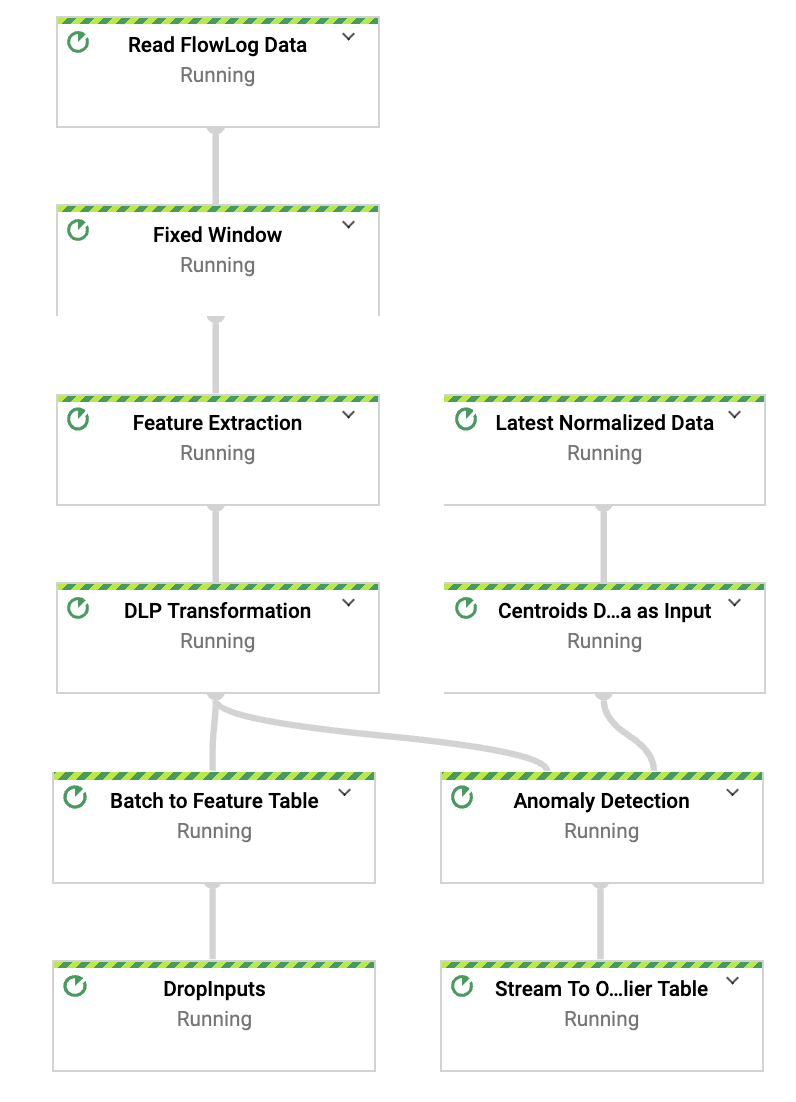 Read FlowLog Data
Running
Fixed Window
Running
Feature Extraction
Running
Latest Normalized Data
Running
DLP Transformation
Running
Centroids D...a as Input
Running
Batch to Feature Table
Running
Anomaly Detection
Running
DropInputs
Running
Stream To O...lier Table
Running